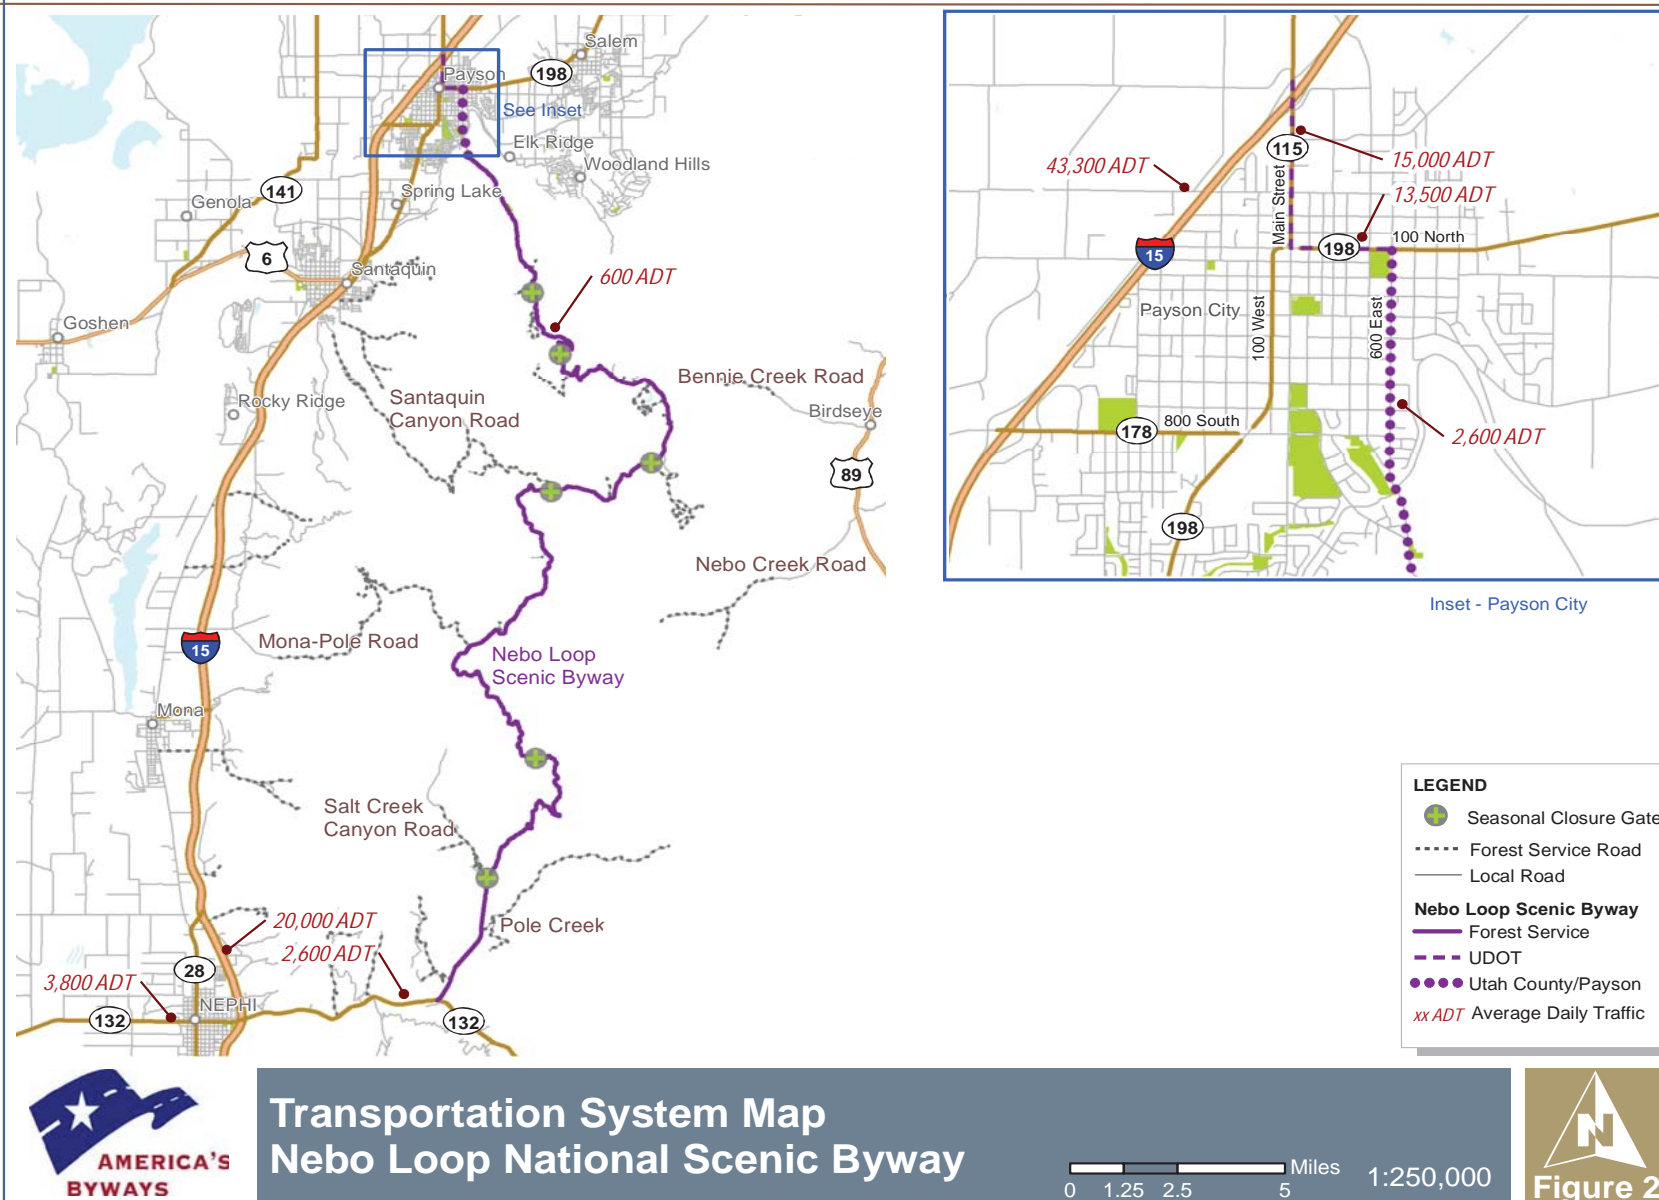 Salem
Payson
198
See Inset
Elk Ridge
Woodland Hills
141
Genola
Spring Lake
6
Santaquin
600 ADT
Goshen
Bennie Creek Road
Santaquin
Canyon Road
Rocky Ridge
Birdseye
89
Nebo Creek Road
Mona-Pole Road
15
Nebo Loop
Scenic Byway
Mona
Salt Creek
Canyon Road
20,000 ADT
Pole Creek
2,600 ADT
28
3,800 ADT
NEPHI
132
132
115
15,000 ADT
43,300 ADT
13,500 ADT
Main Street
100 North
198
15
Payson City
100 West
600 East
800 South
178
2,600 ADT
198
Inset - Payson City
LEGEND
Seasonal Closure Gate
Forest Service Road
Local Road
Nebo Loop Scenic Byway
Forest Service
UDOT
Utah County/Payson
xx ADT Average Daily Traffic
AMERICA'S
BYWAYS
Transportation System Map
Nebo Loop National Scenic Byway
Miles
0 1.25 2.5 5
1:250,000
N
Figure 2